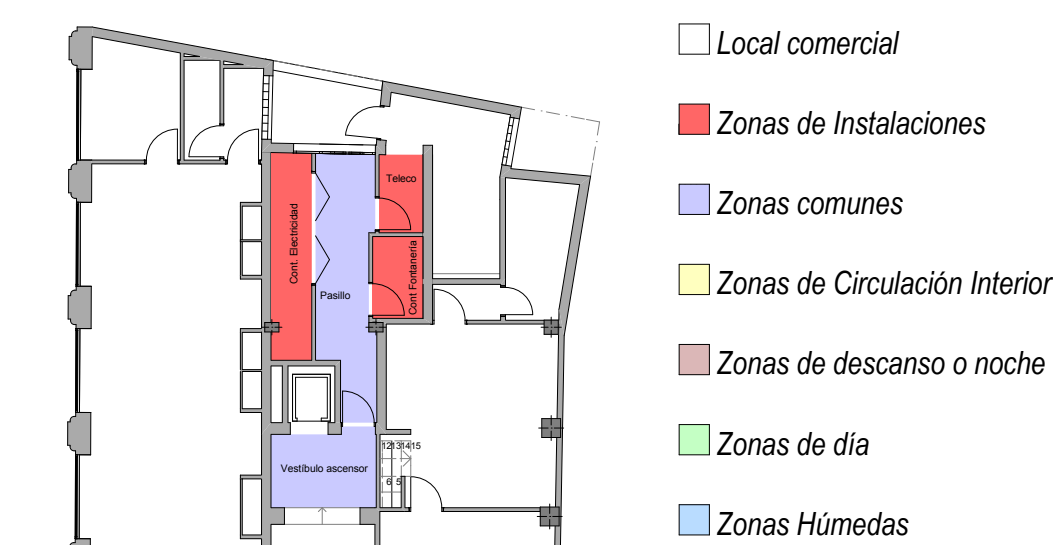 Local comercial
Zonas de Instalaciones
Zonas comunes
Zonas de Circulación Interior
Zonas de descanso o noche
Zonas de día
Zonas Húmedas
Teleco
Cont. Electricidad
Cont Fontanería
Pasillo
Vestíbulo ascensor
12 13 14 15
6 5